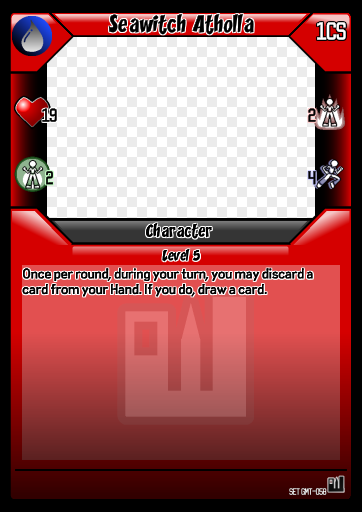 Seawitch Atholla
1CS
19
2
2
4
Character
Level 5
Once per round, during your turn, you may discard a
card from your Hand. If you do, draw a card.
SET GMT-058